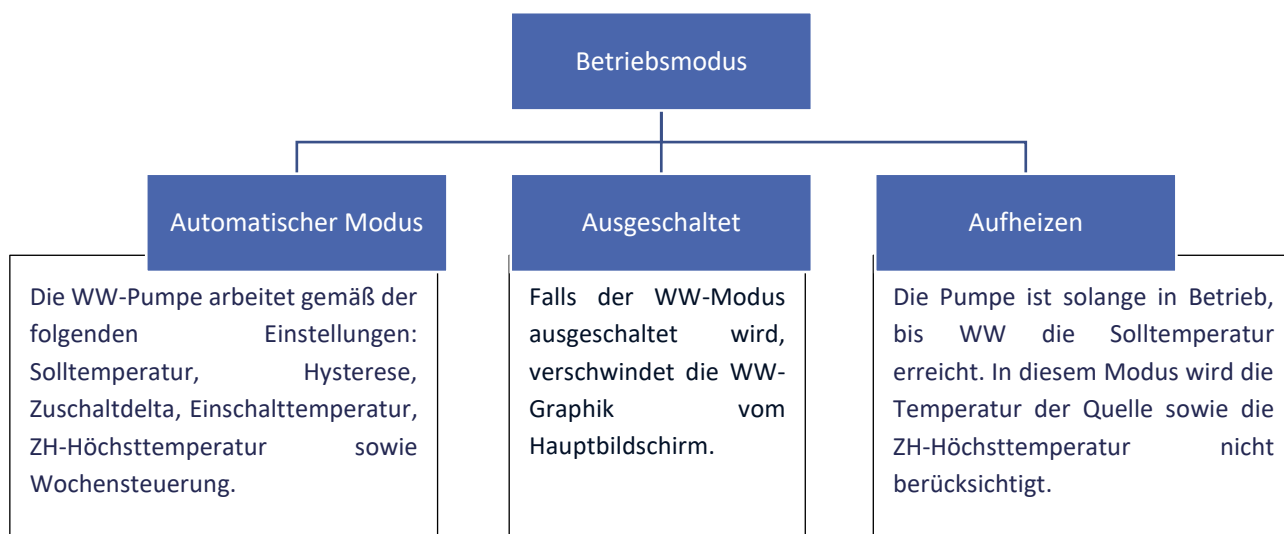 Betriebsmodus
Automatischer Modus
Die WW-Pumpe arbeitet gemäß der
folgenden Einstellungen:
Solltemperatur, Hysterese,
Zuschaltdelta, Einschalttemperatur,
ZH-Höchsttemperatur sowie
Wochensteuerung.
Ausgeschaltet
Falls der WW-Modus
ausgeschaltet wird,
verschwindet die WW-
Graphik vom
Hauptbildschirm.
Aufheizen
Die Pumpe ist solange in Betrieb,
bis WW die Solltemperatur
erreicht. In diesem Modus wird die
Temperatur der Quelle sowie die
ZH-Höchsttemperatur nicht
berücksichtigt.